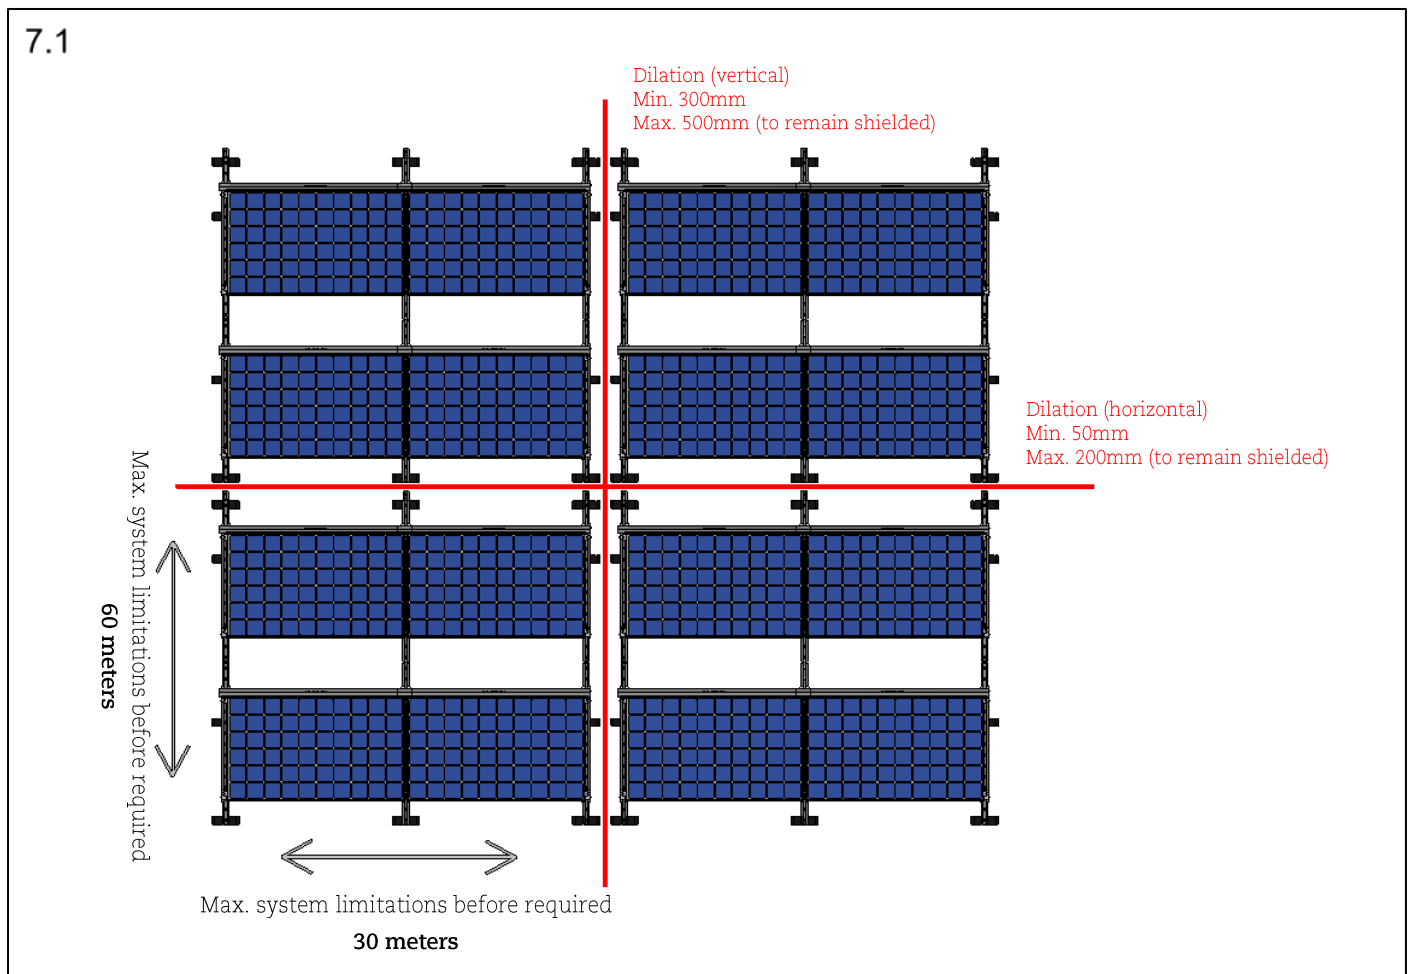 7.1
Dilation (vertical)
Min. 300mm
Max. 500mm (to remain shielded)
Dilation (horizontal)
Min. 50mm
Max. 200mm (to remain shielded)
Max. system limitations before required
60 meters
Max. system limitations before required
30 meters